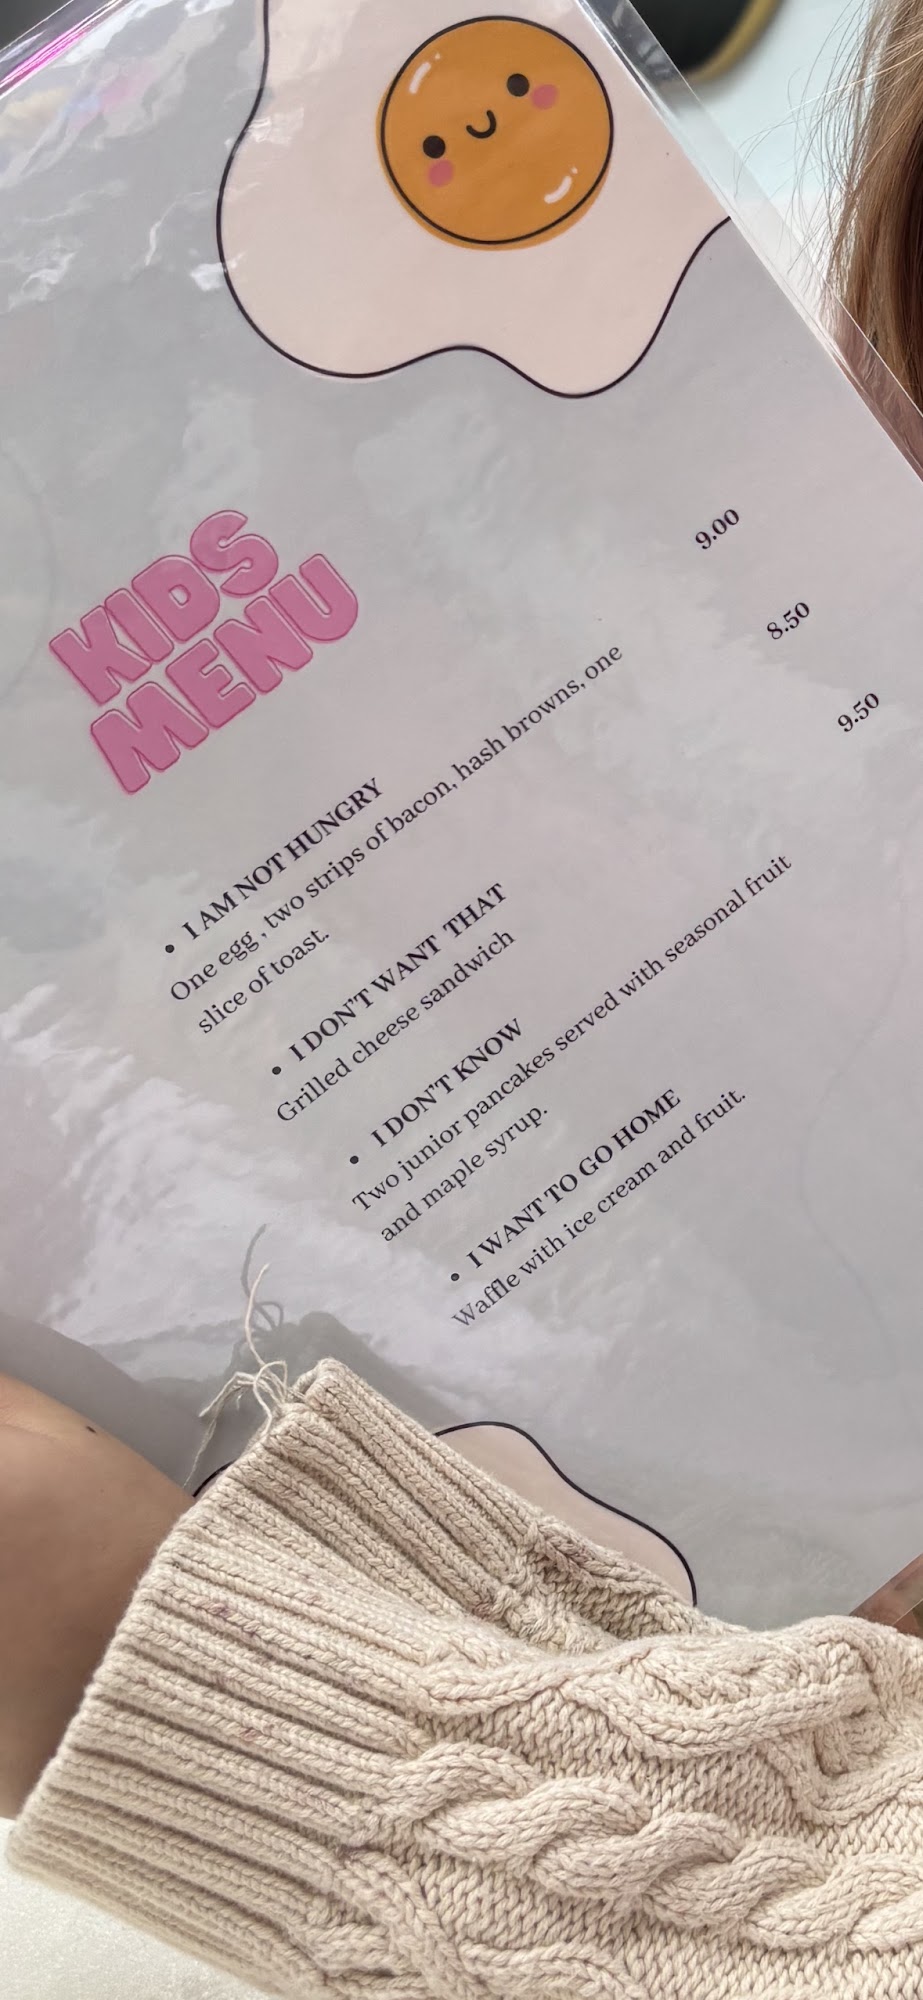 KIDS
MENU
• I AM NOT HUNGRY 9.00
One egg , two strips of bacon, hash browns, one
slice of toast.
• I DON'T WANT THAT 8.50
Grilled cheese sandwich
• I DON'T KNOW 9.50
Two junior pancakes served with seasonal fruit
and maple syrup.
• I WANT TO GO HOME
Waffle with ice cream and fruit.